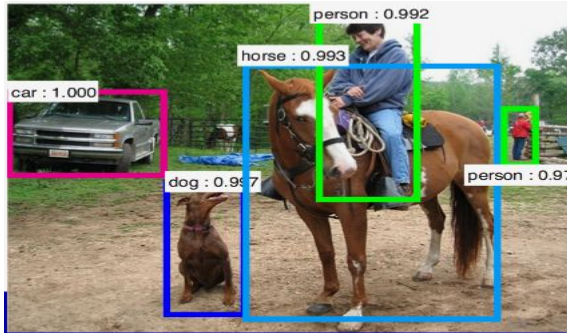 person : 0.992
horse : 0.993
car : 1.000
dog : 0.997
person : 0.97